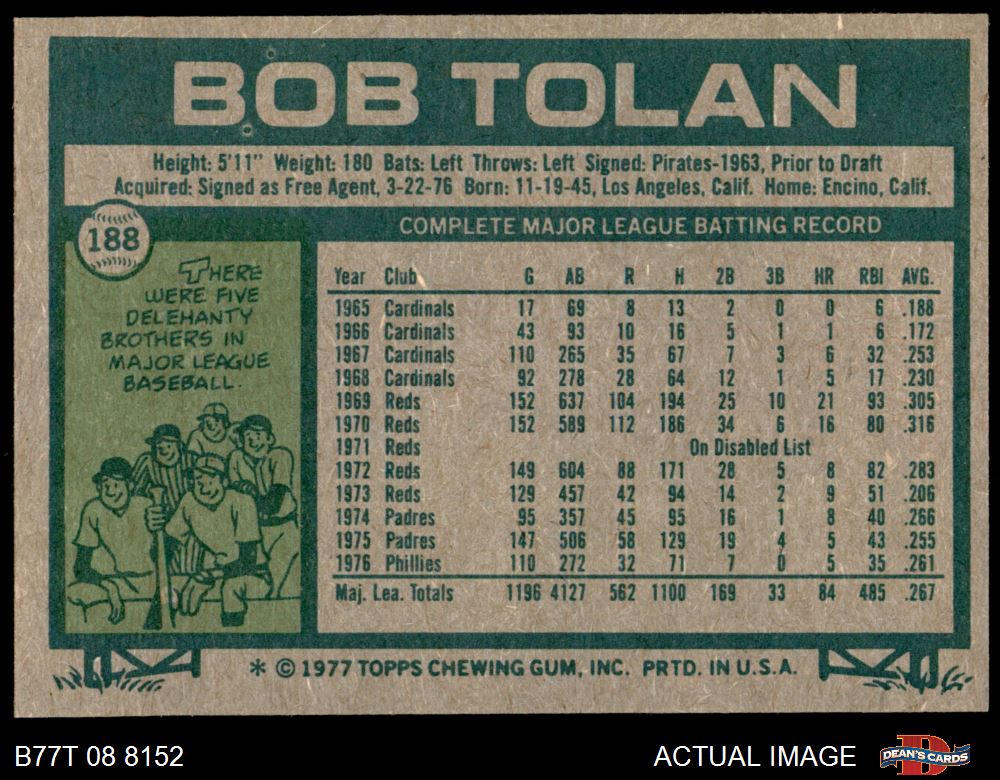 BOB TOLAN
Height: 5'11" Weight: 180 Bats: Left Throws: Left Signed: Pirates-1963, Prior to Draft
Acquired: Signed as Free Agent, 3-22-76 Born: 11-19-45, Los Angeles, Calif. Home: Encino, Calif.
188
THERE
WERE FIVE
DELEHANTY
BROTHERS IN
MAJOR LEAGUE
BASEBALL.
COMPLETE MAJOR LEAGUE BATTING RECORD
Year Club G AB R H 2B 3B HR RBI AVG.
1965 Cardinals 17 69 8 13 2 0 0 6 .188
1966 Cardinals 43 93 10 16 5 1 1 6 .172
1967 Cardinals 110 265 35 67 7 3 6 32 .253
1968 Cardinals 92 278 28 64 12 1 5 17 .230
1969 Reds 152 637 104 194 25 10 21 93 .305
1970 Reds 152 589 112 186 34 6 16 80 .316
1971 Reds On Disabled List
1972 Reds 149 604 88 171 28 5 8 82 .283
1973 Reds 129 457 42 94 14 2 9 51 .206
1974 Padres 95 357 45 95 16 1 8 40 .266
1975 Padres 147 506 58 129 19 4 5 43 .255
1976 Phillies 110 272 32 71 7 0 5 35 .261
Maj. Lea. Totals 1196 4127 562 1100 169 33 84 485 .267
* © 1977 TOPPS CHEWING GUM, INC. PRTD. IN U.S.A.
B77T 08 8152
ACTUAL IMAGE
DEAN'S CARDS